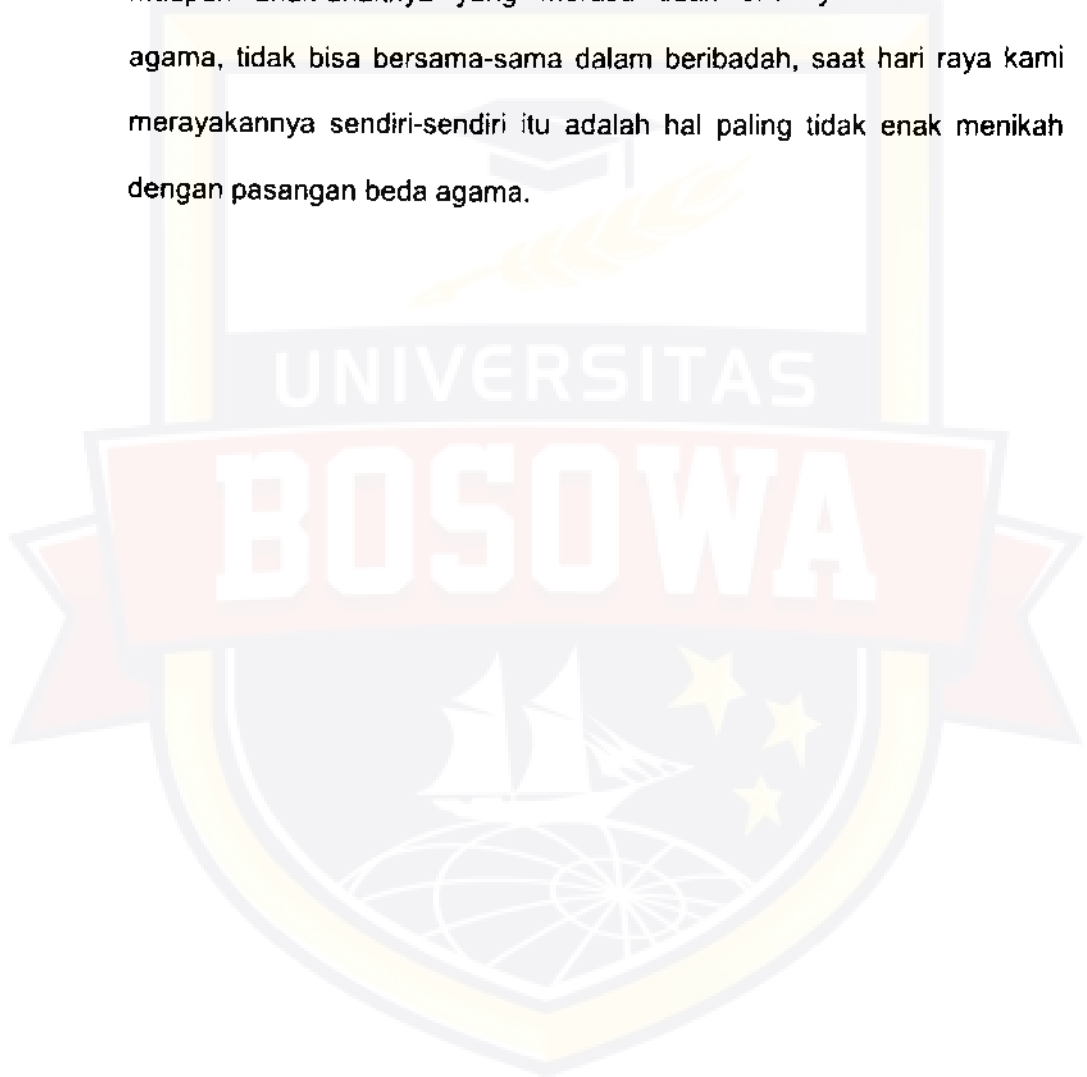 agama, tidak bisa bersama-sama dalam beribadah, saat hari raya kami
merayakannya sendiri-sendiri itu adalah hal paling tidak enak menikah
dengan pasangan beda agama.
UNIVERSITAS
BOSOWA